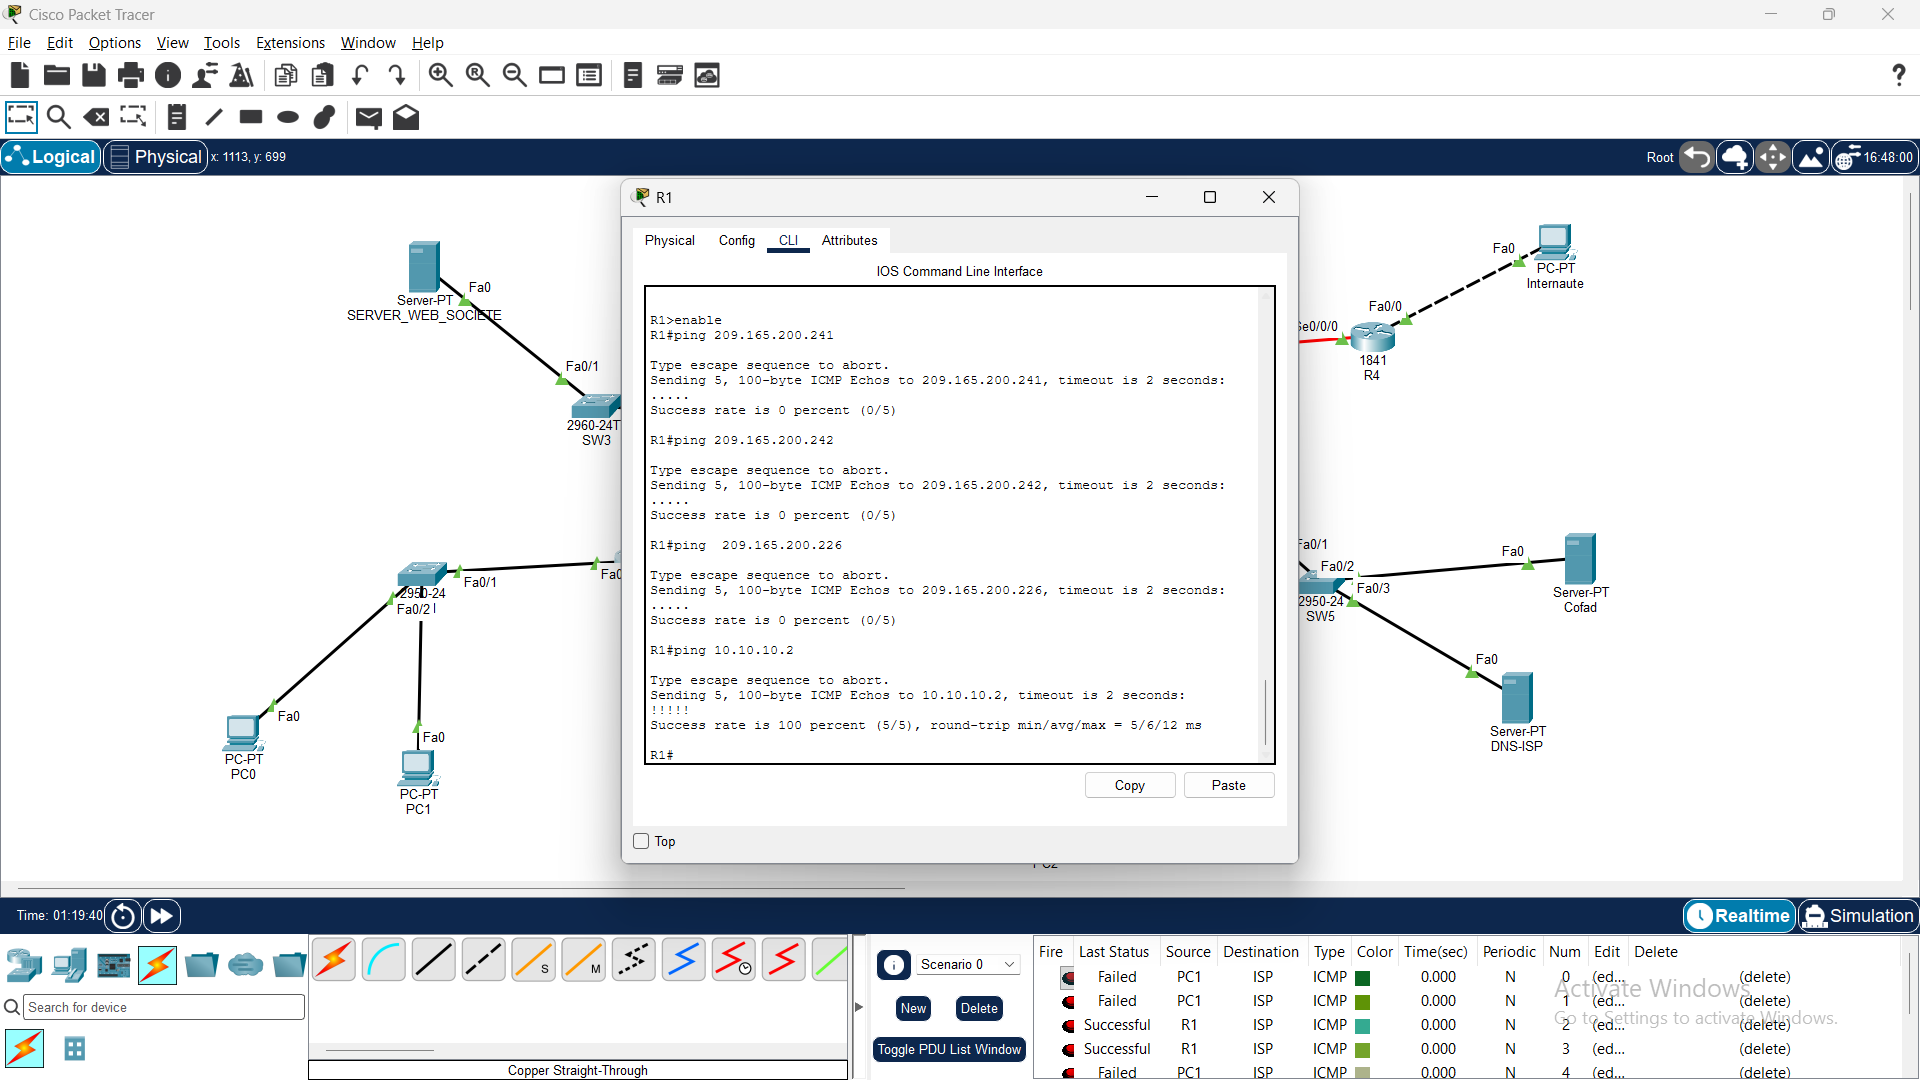 Cisco Packet Tracer
File Edit Options View Tools Extensions Window Help
Logical Physical x: 1113, y: 699 Root 16:48:00
R1
Physical Config CLI Attributes
IOS Command Line Interface
R1>enable
R1#ping 209.165.200.241
Type escape sequence to abort.
Sending 5, 100-byte ICMP Echos to 209.165.200.241, timeout is 2 seconds:
.....
Success rate is 0 percent (0/5)
R1#ping 209.165.200.242
Type escape sequence to abort.
Sending 5, 100-byte ICMP Echos to 209.165.200.242, timeout is 2 seconds:
.....
Success rate is 0 percent (0/5)
R1#ping  209.165.200.226
Type escape sequence to abort.
Sending 5, 100-byte ICMP Echos to 209.165.200.226, timeout is 2 seconds:
.....
Success rate is 0 percent (0/5)
R1#ping 10.10.10.2
Type escape sequence to abort.
Sending 5, 100-byte ICMP Echos to 10.10.10.2, timeout is 2 seconds:
!!!!!
Success rate is 100 percent (5/5), round-trip min/avg/max = 5/6/12 ms
R1#
Copy Paste
Top
Fa0
Server-PT
SERVER_WEB_SOCIETE
Fa0/1
2960-24T
SW3
2950-24
Fa0/1
Fa0/2
Fa0
PC-PT
PC0
Fa0
PC-PT
PC1
Fa0
PC-PT
Internaute
Fa0/0
Se0/0/0
1841
R4
Fa0/1
Fa0/2
Fa0/3
2950-24
SW5
Fa0
Server-PT
Cofad
Fa0
Server-PT
DNS-ISP
Time: 01:19:40 Realtime Simulation
Search for device
Copper Straight-Through
Scenario 0
New Delete
Toggle PDU List Window
Fire Last Status Source Destination Type Color Time(sec) Periodic Num Edit Delete
Failed PC1 ISP ICMP 0.000 N 0 (ed... (delete)
Failed PC1 ISP ICMP 0.000 N 1 (ed... (delete)
Successful R1 ISP ICMP 0.000 N 2 (ed... (delete)
Successful R1 ISP ICMP 0.000 N 3 (ed... (delete)
Failed PC1 ISP ICMP 0.000 N 4 (ed... (delete)
Activate Windows
Go to Settings to activate Windows.